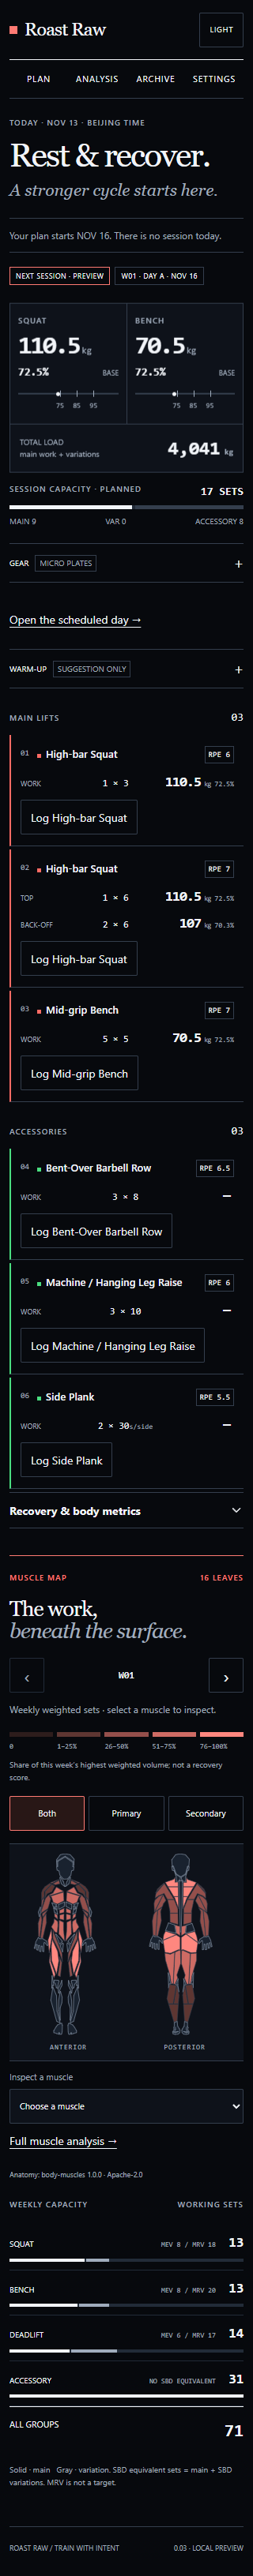 Roast Raw
LIGHT
PLAN ANALYSIS ARCHIVE SETTINGS
TODAY · NOV 13 · BEIJING TIME
Rest & recover.
A stronger cycle starts here.
Your plan starts NOV 16. There is no session today.
NEXT SESSION · PREVIEW W01 · DAY A · NOV 16
SQUAT BENCH
110.5 kg 70.5 kg
72.5% BASE 72.5% BASE
75 85 95 75 85 95
TOTAL LOAD
main work + variations
4,041 kg
SESSION CAPACITY · PLANNED 17 SETS
MAIN 9 VAR 0 ACCESSORY 8
GEAR MICRO PLATES +
Open the scheduled day →
WARM-UP SUGGESTION ONLY +
MAIN LIFTS 03
01 High-bar Squat RPE 6
WORK 1 × 3 110.5 kg 72.5%
Log High-bar Squat
02 High-bar Squat RPE 7
TOP 1 × 6 110.5 kg 72.5%
BACK-OFF 2 × 6 107 kg 70.3%
Log High-bar Squat
03 Mid-grip Bench RPE 7
WORK 5 × 5 70.5 kg 72.5%
Log Mid-grip Bench
ACCESSORIES 03
04 Bent-Over Barbell Row RPE 6.5
WORK 3 × 8 —
Log Bent-Over Barbell Row
05 Machine / Hanging Leg Raise RPE 6
WORK 3 × 10 —
Log Machine / Hanging Leg Raise
06 Side Plank RPE 5.5
WORK 2 × 30s/side —
Log Side Plank
Recovery & body metrics
MUSCLE MAP 16 LEAVES
The work,
beneath the surface.
‹ W01 ›
Weekly weighted sets · select a muscle to inspect.
0 1–25% 26–50% 51–75% 76–100%
Share of this week's highest weighted volume; not a recovery
score.
Both Primary Secondary
ANTERIOR POSTERIOR
Inspect a muscle
Choose a muscle
Full muscle analysis →
Anatomy: body-muscles 1.0.0 · Apache-2.0
WEEKLY CAPACITY WORKING SETS
SQUAT MEV 8 / MRV 18 13
BENCH MEV 8 / MRV 20 13
DEADLIFT MEV 6 / MRV 17 14
ACCESSORY NO SBD EQUIVALENT 31
ALL GROUPS 71
Solid · main Gray · variation. SBD equivalent sets = main + SBD
variations. MRV is not a target.
ROAST RAW / TRAIN WITH INTENT 0.03 · LOCAL PREVIEW